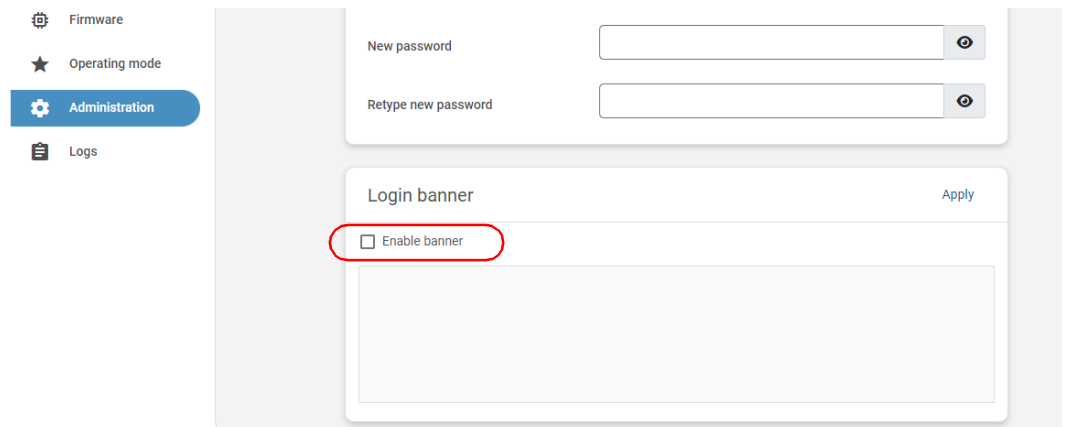 Firmware
Operating mode
Administration
Logs
New password
Retype new password
Login banner
Apply
Enable banner